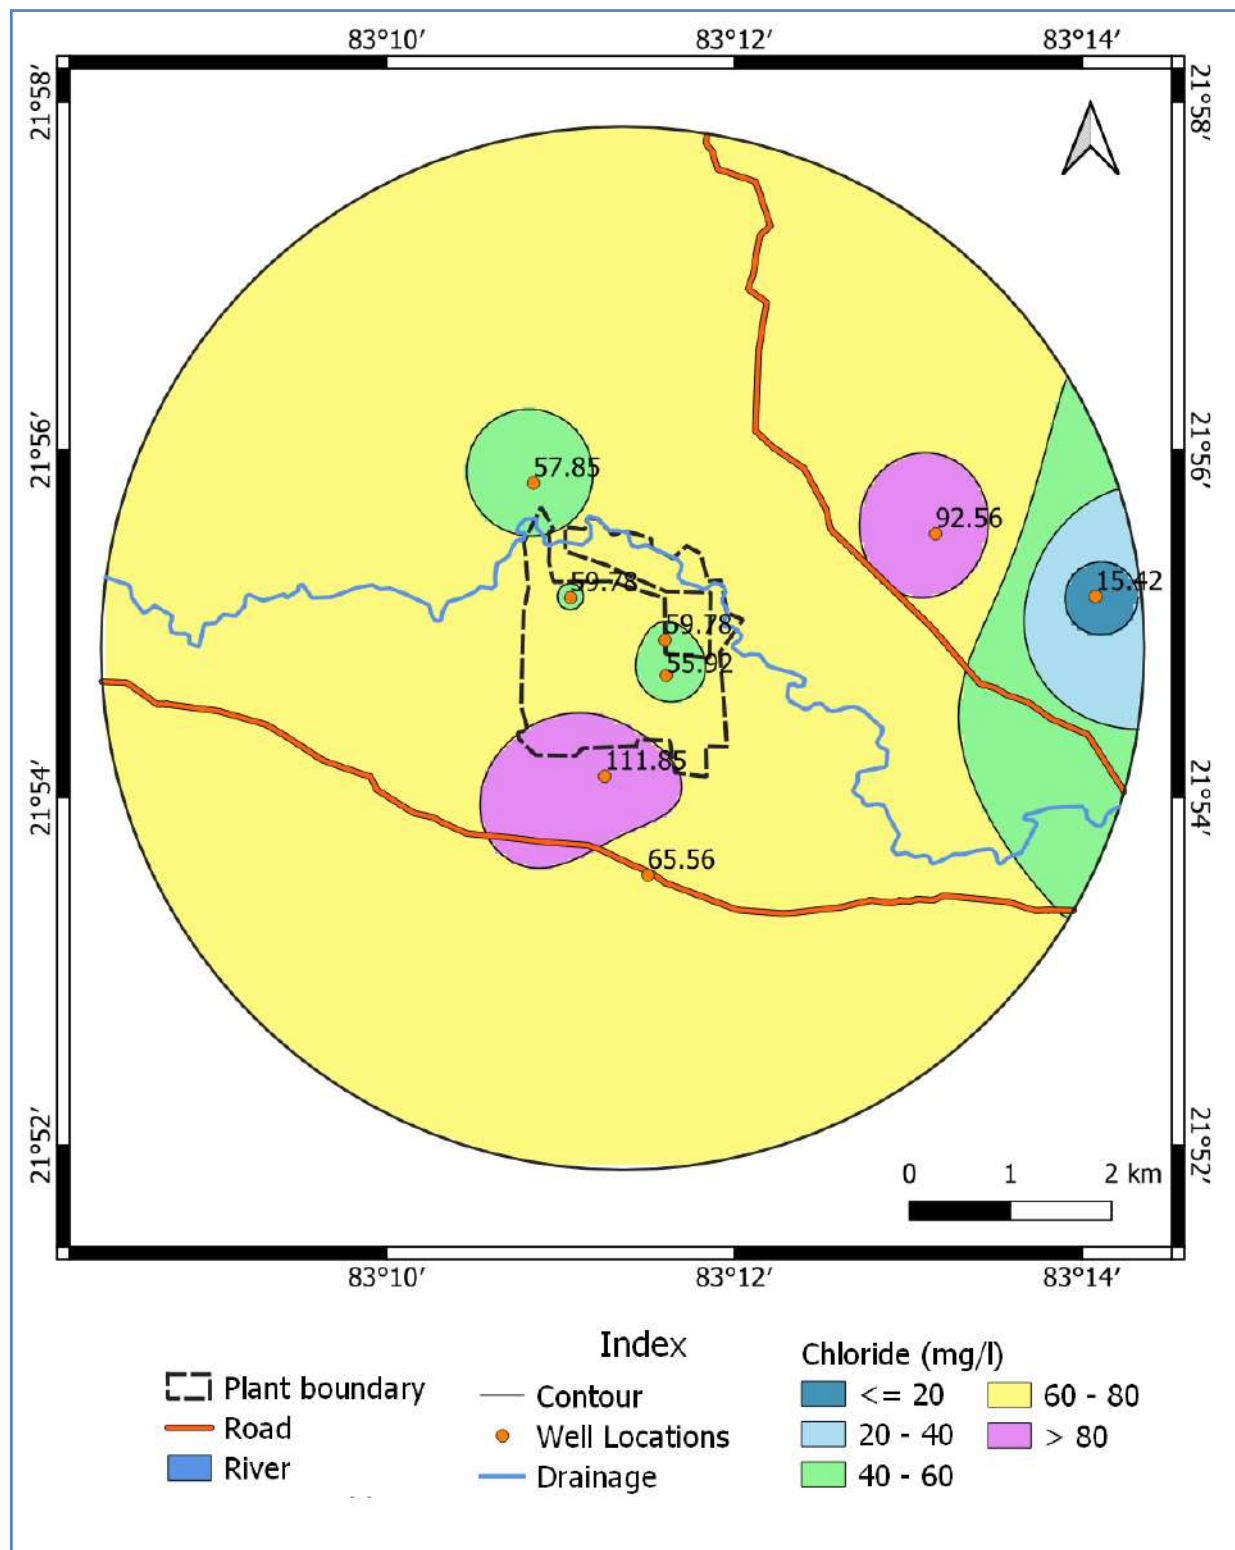 83°10′ 83°12′ 83°14′
21°58′ 21°58′
21°56′ 21°56′
57.85
92.56
59.78
15.42
59.78
55.92
111.85
21°54′ 21°54′
65.56
21°52′ 21°52′
0 1 2 km
83°10′ 83°12′ 83°14′
Index
Plant boundary
Road
River
Contour
Well Locations
Drainage
Chloride (mg/l)
<= 20
20 - 40
40 - 60
60 - 80
> 80